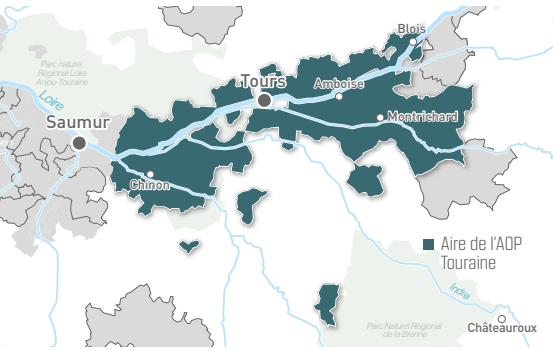 Blois
Parc naturel
Régional Loire
Anjou-Touraine
Tours
Amboise
Loire
Montrichard
Saumur
Chinon
Aire de l'AOP
Touraine
Indre
Parc Naturel Régional
de la Brenne
Châteauroux